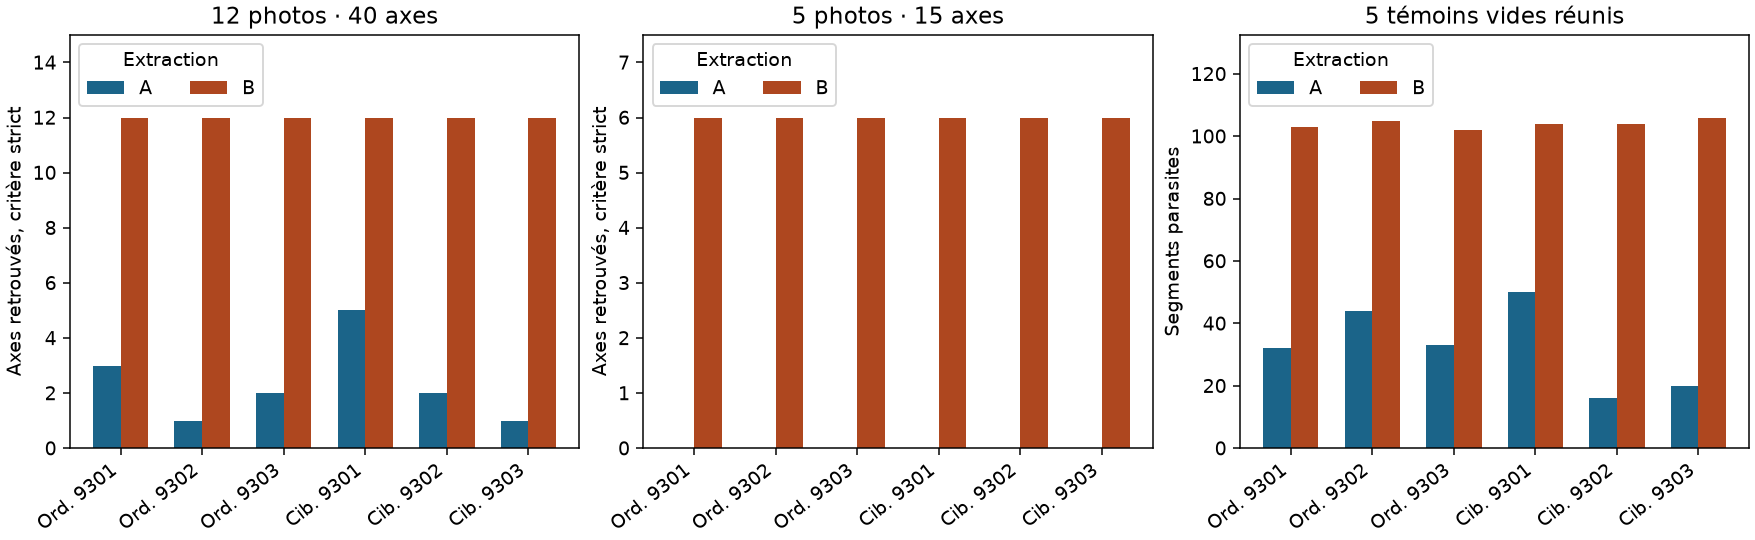 12 photos · 40 axes
Axes retrouvés, critère strict
Extraction
A B
14
12
10
8
6
4
2
0
Ord. 9301
Ord. 9302
Ord. 9303
Cib. 9301
Cib. 9302
Cib. 9303
5 photos · 15 axes
Axes retrouvés, critère strict
Extraction
A B
7
6
5
4
3
2
1
0
Ord. 9301
Ord. 9302
Ord. 9303
Cib. 9301
Cib. 9302
Cib. 9303
5 témoins vides réunis
Segments parasites
Extraction
A B
120
100
80
60
40
20
0
Ord. 9301
Ord. 9302
Ord. 9303
Cib. 9301
Cib. 9302
Cib. 9303